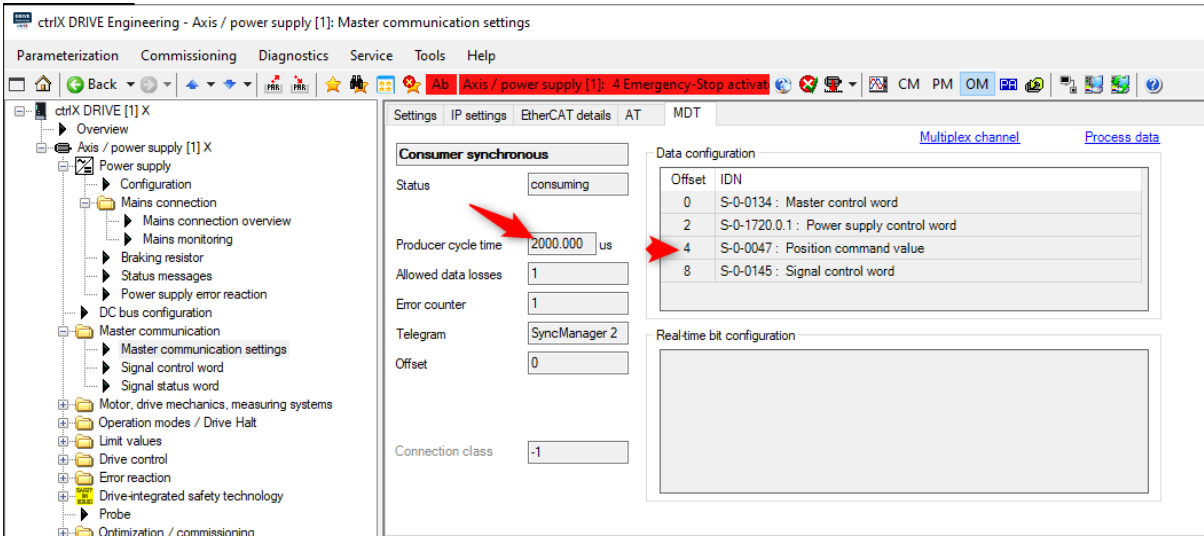 ctrlX DRIVE Engineering - Axis / power supply [1]: Master communication settings
Parameterization Commissioning Diagnostics Service Tools Help
Back PAR. PAR. Ab Axis / power supply [1]: 4 Emergency-Stop activat CM PM OM
ctrlX DRIVE [1] X
Overview
Axis / power supply [1] X
Power supply
Configuration
Mains connection
Mains connection overview
Mains monitoring
Braking resistor
Status messages
Power supply error reaction
DC bus configuration
Master communication
Master communication settings
Signal control word
Signal status word
Motor, drive mechanics, measuring systems
Operation modes / Drive Halt
Limit values
Drive control
Error reaction
Drive-integrated safety technology
Probe
Optimization / commissioning
Settings IP settings EtherCAT details AT MDT
Multiplex channel Process data
Consumer synchronous
Status consuming
Producer cycle time 2000.000 us
Allowed data losses 1
Error counter 1
Telegram SyncManager 2
Offset 0
Connection class -1
Data configuration
Offset IDN
0 S-0-0134 : Master control word
2 S-0-1720.0.1 : Power supply control word
4 S-0-0047 : Position command value
8 S-0-0145 : Signal control word
Real-time bit configuration